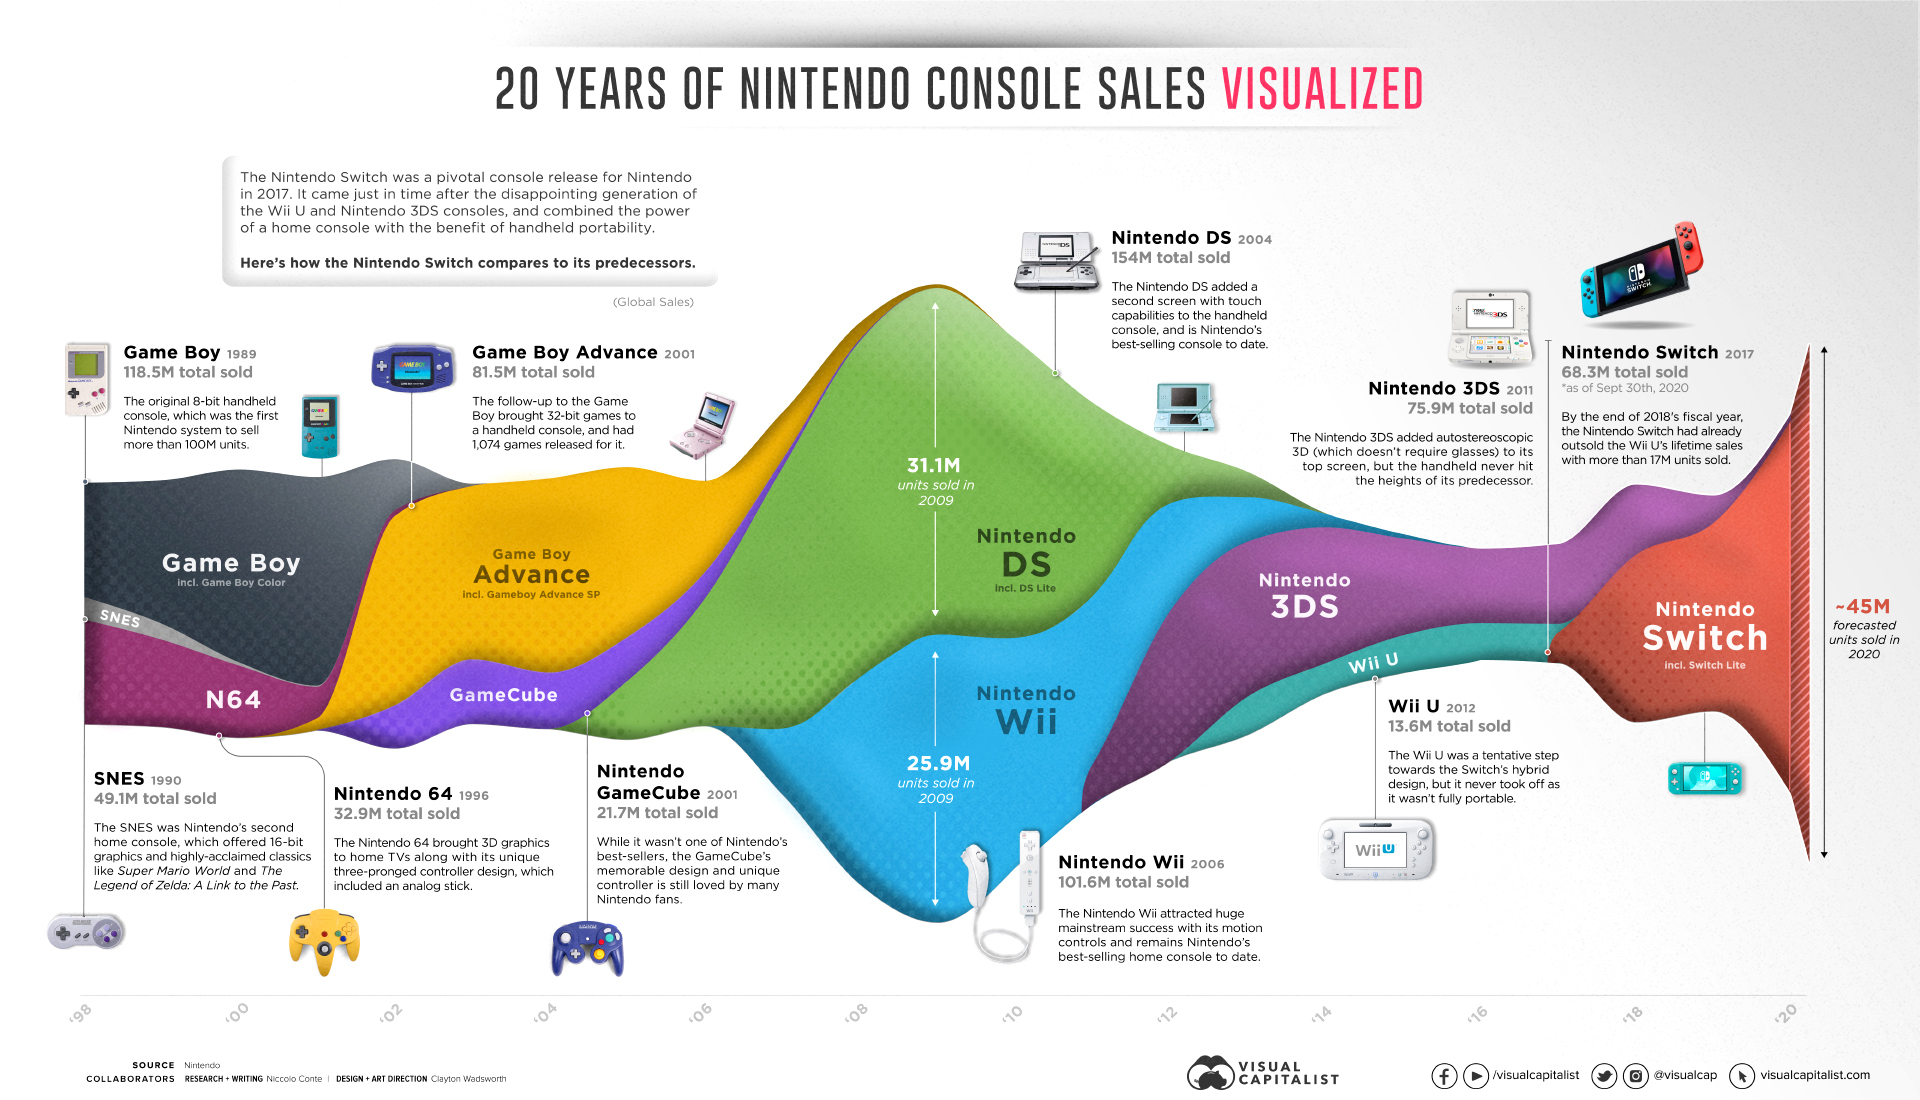 20 YEARS OF NINTENDO CONSOLE SALES VISUALIZED
The Nintendo Switch was a pivotal console release for Nintendo
in 2017. It came just in time after the disappointing generation of
the Wii U and Nintendo 3DS consoles, and combined the power
of a home console with the benefit of handheld portability.
Here's how the Nintendo Switch compares to its predecessors.
(Global Sales)
Game Boy 1989
118.5M total sold
The original 8-bit handheld
console, which was the first
Nintendo system to sell
more than 100M units.
Game Boy Advance 2001
81.5M total sold
The follow-up to the Game
Boy brought 32-bit games to
a handheld console, and had
1,074 games released for it.
Nintendo DS 2004
154M total sold
The Nintendo DS added a
second screen with touch
capabilities to the handheld
console, and is Nintendo's
best-selling console to date.
Nintendo 3DS 2011
75.9M total sold
The Nintendo 3DS added autostereoscopic
3D (which doesn't require glasses) to its
top screen, but the handheld never hit
the heights of its predecessor.
Nintendo Switch 2017
68.3M total sold
*as of Sept 30th, 2020
By the end of 2018's fiscal year,
the Nintendo Switch had already
outsold the Wii U's lifetime sales
with more than 17M units sold.
Game Boy
incl. Game Boy Color
SNES
N64
Game Boy
Advance
incl. Gameboy Advance SP
GameCube
31.1M
units sold in
2009
Nintendo
DS
incl. DS Lite
25.9M
units sold in
2009
Nintendo
Wii
Nintendo
3DS
Wii U
Nintendo
Switch
incl. Switch Lite
~45M
forecasted
units sold in
2020
SNES 1990
49.1M total sold
The SNES was Nintendo's second
home console, which offered 16-bit
graphics and highly-acclaimed classics
like Super Mario World and The
Legend of Zelda: A Link to the Past.
Nintendo 64 1996
32.9M total sold
The Nintendo 64 brought 3D graphics
to home TVs along with its unique
three-pronged controller design, which
included an analog stick.
Nintendo
GameCube 2001
21.7M total sold
While it wasn't one of Nintendo's
best-sellers, the GameCube's
memorable design and unique
controller is still loved by many
Nintendo fans.
Nintendo Wii 2006
101.6M total sold
The Nintendo Wii attracted huge
mainstream success with its motion
controls and remains Nintendo's
best-selling home console to date.
Wii U 2012
13.6M total sold
The Wii U was a tentative step
towards the Switch's hybrid
design, but it never took off as
it wasn't fully portable.
Wii U
NINTENDO
SWITCH
3DS
'98
'00
'02
'04
'06
'08
'10
'12
'14
'16
'18
'20
SOURCE Nintendo
COLLABORATORS RESEARCH + WRITING Niccolo Conte | DESIGN + ART DIRECTION Clayton Wadsworth
VISUAL
CAPITALIST
/visualcapitalist
@visualcap
visualcapitalist.com